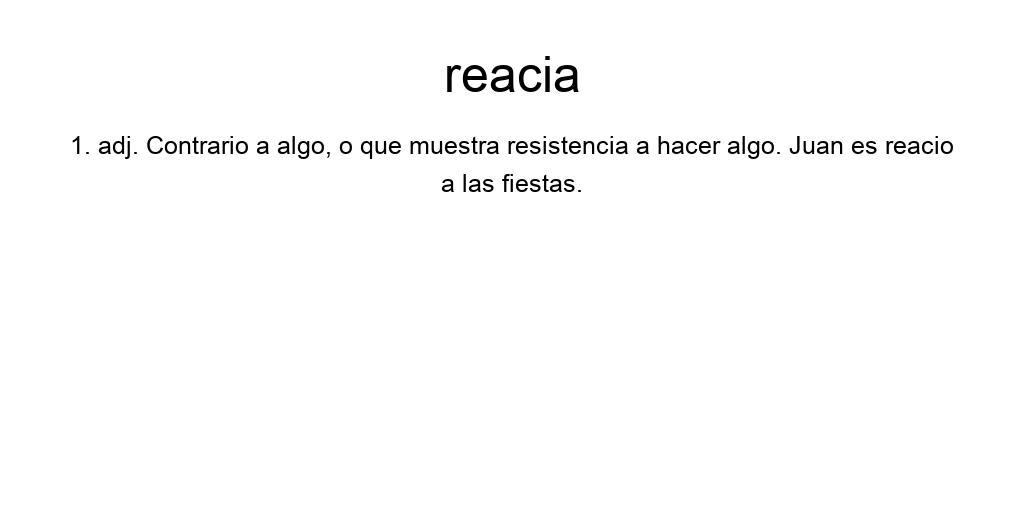 reacia
1. adj. Contrario a algo, o que muestra resistencia a hacer algo. Juan es reacio
a las fiestas.